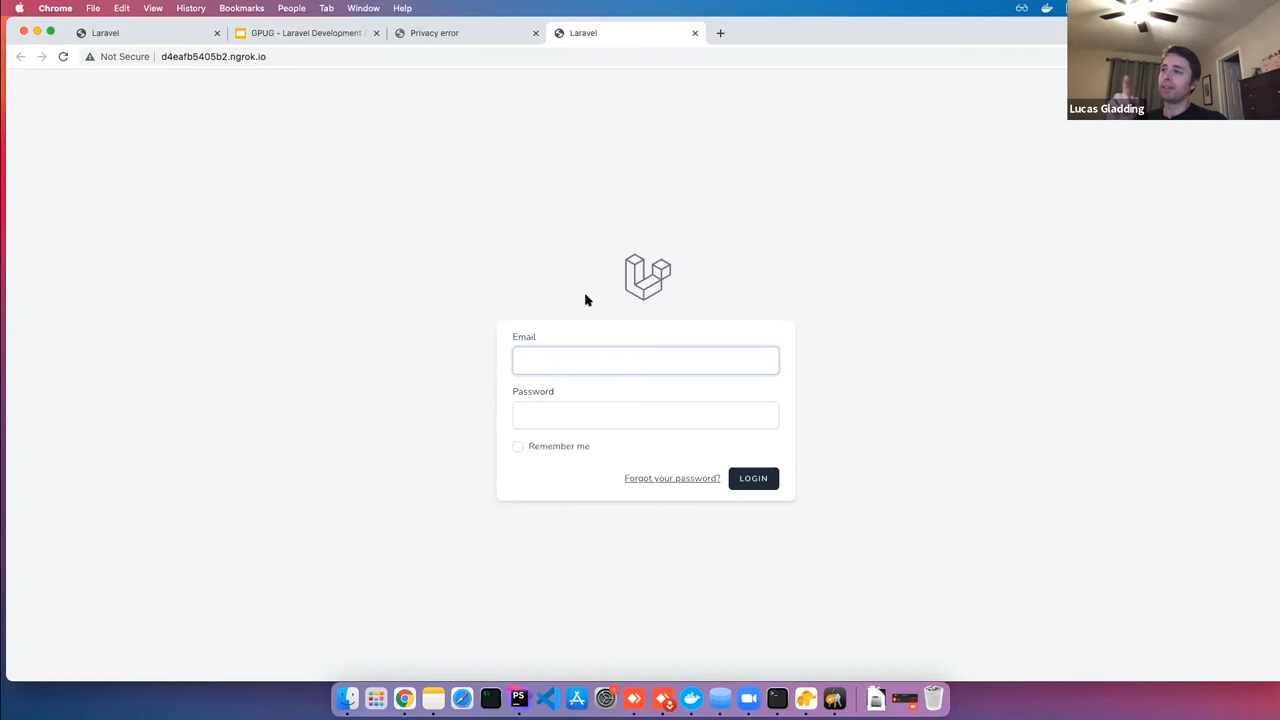 Chrome File Edit View History Bookmarks People Tab Window Help
Laravel
GPUG - Laravel Development
Privacy error
Laravel
Not Secure
d4eafb5405b2.ngrok.io
Lucas Gladding
Email
Password
Remember me
Forgot your password?
LOGIN
PS